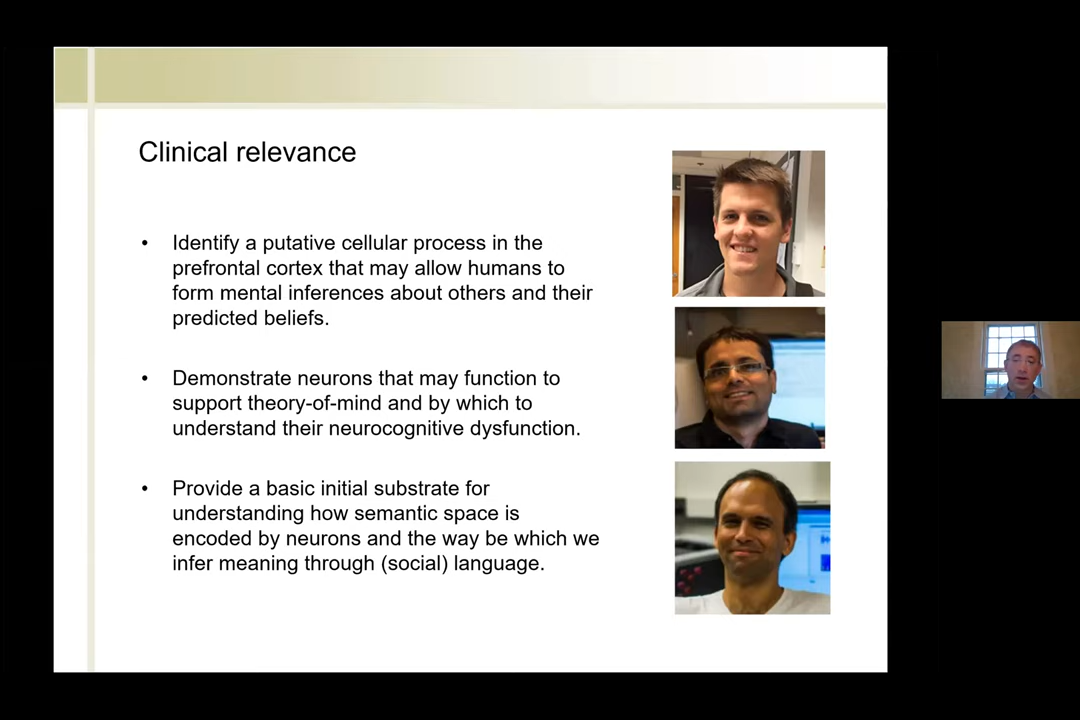 Clinical relevance
• Identify a putative cellular process in the
prefrontal cortex that may allow humans to
form mental inferences about others and their
predicted beliefs.
• Demonstrate neurons that may function to
support theory-of-mind and by which to
understand their neurocognitive dysfunction.
• Provide a basic initial substrate for
understanding how semantic space is
encoded by neurons and the way be which we
infer meaning through (social) language.